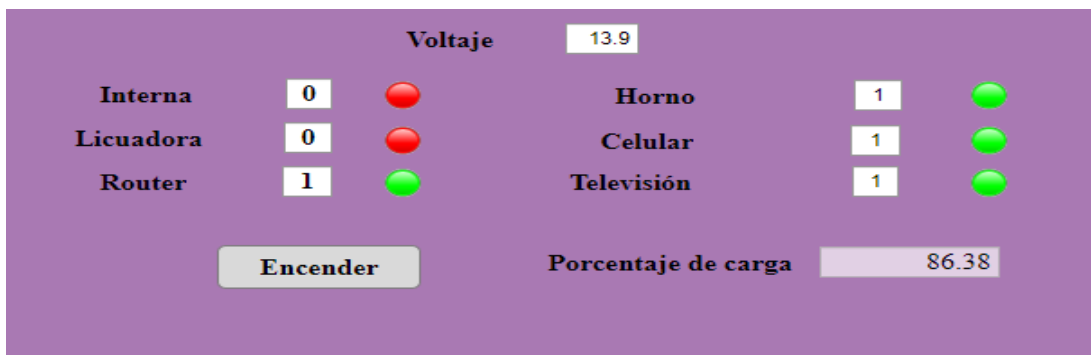 Voltaje 13.9
Interna 0 Horno 1
Licuadora 0 Celular 1
Router 1 Televisión 1
Encender Porcentaje de carga 86.38